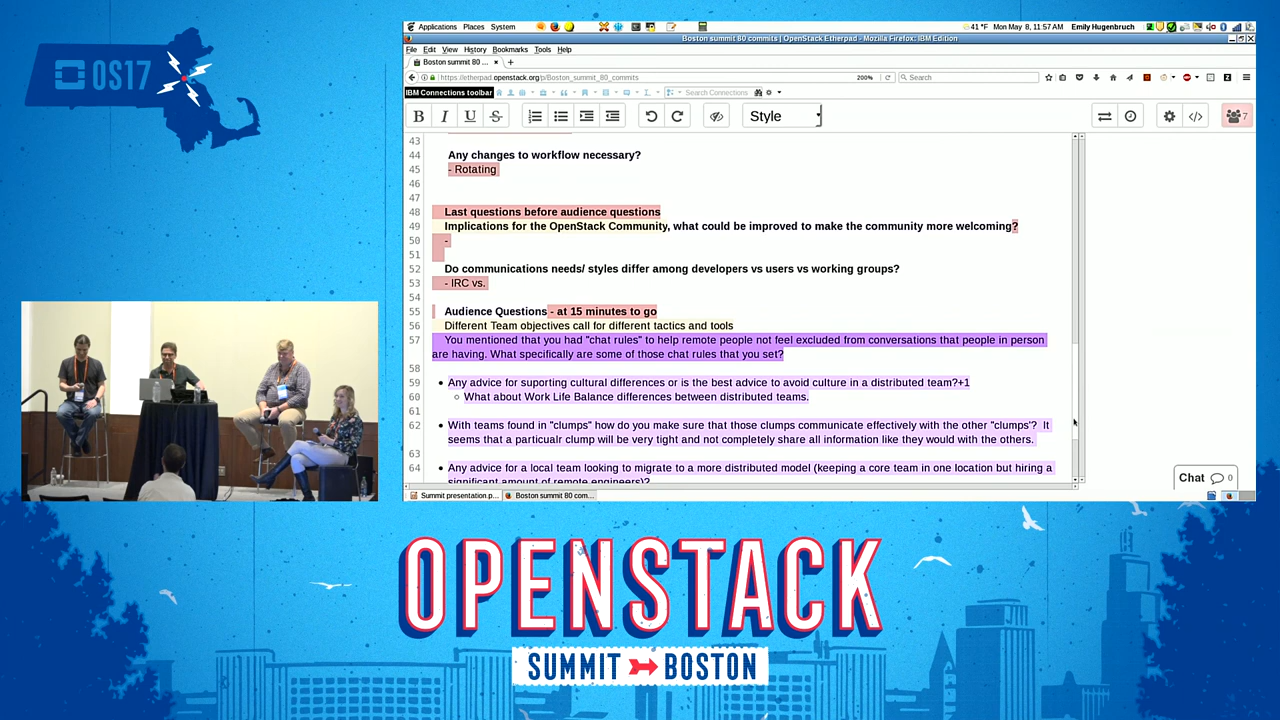 OS17
Applications Places System
41 °F Mon May 8, 11:57 AM Emily Hugenbruch
Boston summit 80 commits | OpenStack Etherpad - Mozilla Firefox: IBM Edition
File Edit View History Bookmarks Tools Help
Boston summit 80 ... × +
https://etherpad.openstack.org/p/Boston_summit_80_commits 200% Search
IBM Connections toolbar Search Connections
B I U S Style 7
43
44 Any changes to workflow necessary?
45 - Rotating
46
47
48 Last questions before audience questions
49 Implications for the OpenStack Community, what could be improved to make the community more welcoming?
50 -
51
52 Do communications needs/ styles differ among developers vs users vs working groups?
53 - IRC vs.
54
55 Audience Questions - at 15 minutes to go
56 Different Team objectives call for different tactics and tools
57 You mentioned that you had "chat rules" to help remote people not feel excluded from conversations that people in person
are having. What specifically are some of those chat rules that you set?
58
59 • Any advice for suporting cultural differences or is the best advice to avoid culture in a distributed team?+1
60 ○ What about Work Life Balance differences between distributed teams.
61
62 • With teams found in "clumps" how do you make sure that those clumps communicate effectively with the other "clumps'? It
seems that a particualr clump will be very tight and not completely share all information like they would with the others.
63
64 • Any advice for a local team looking to migrate to a more distributed model (keeping a core team in one location but hiring a
significant amount of remote engineers)?
Chat 0
Summit presentation.p... Boston summit 80 com...
OPENSTACK
SUMMIT BOSTON